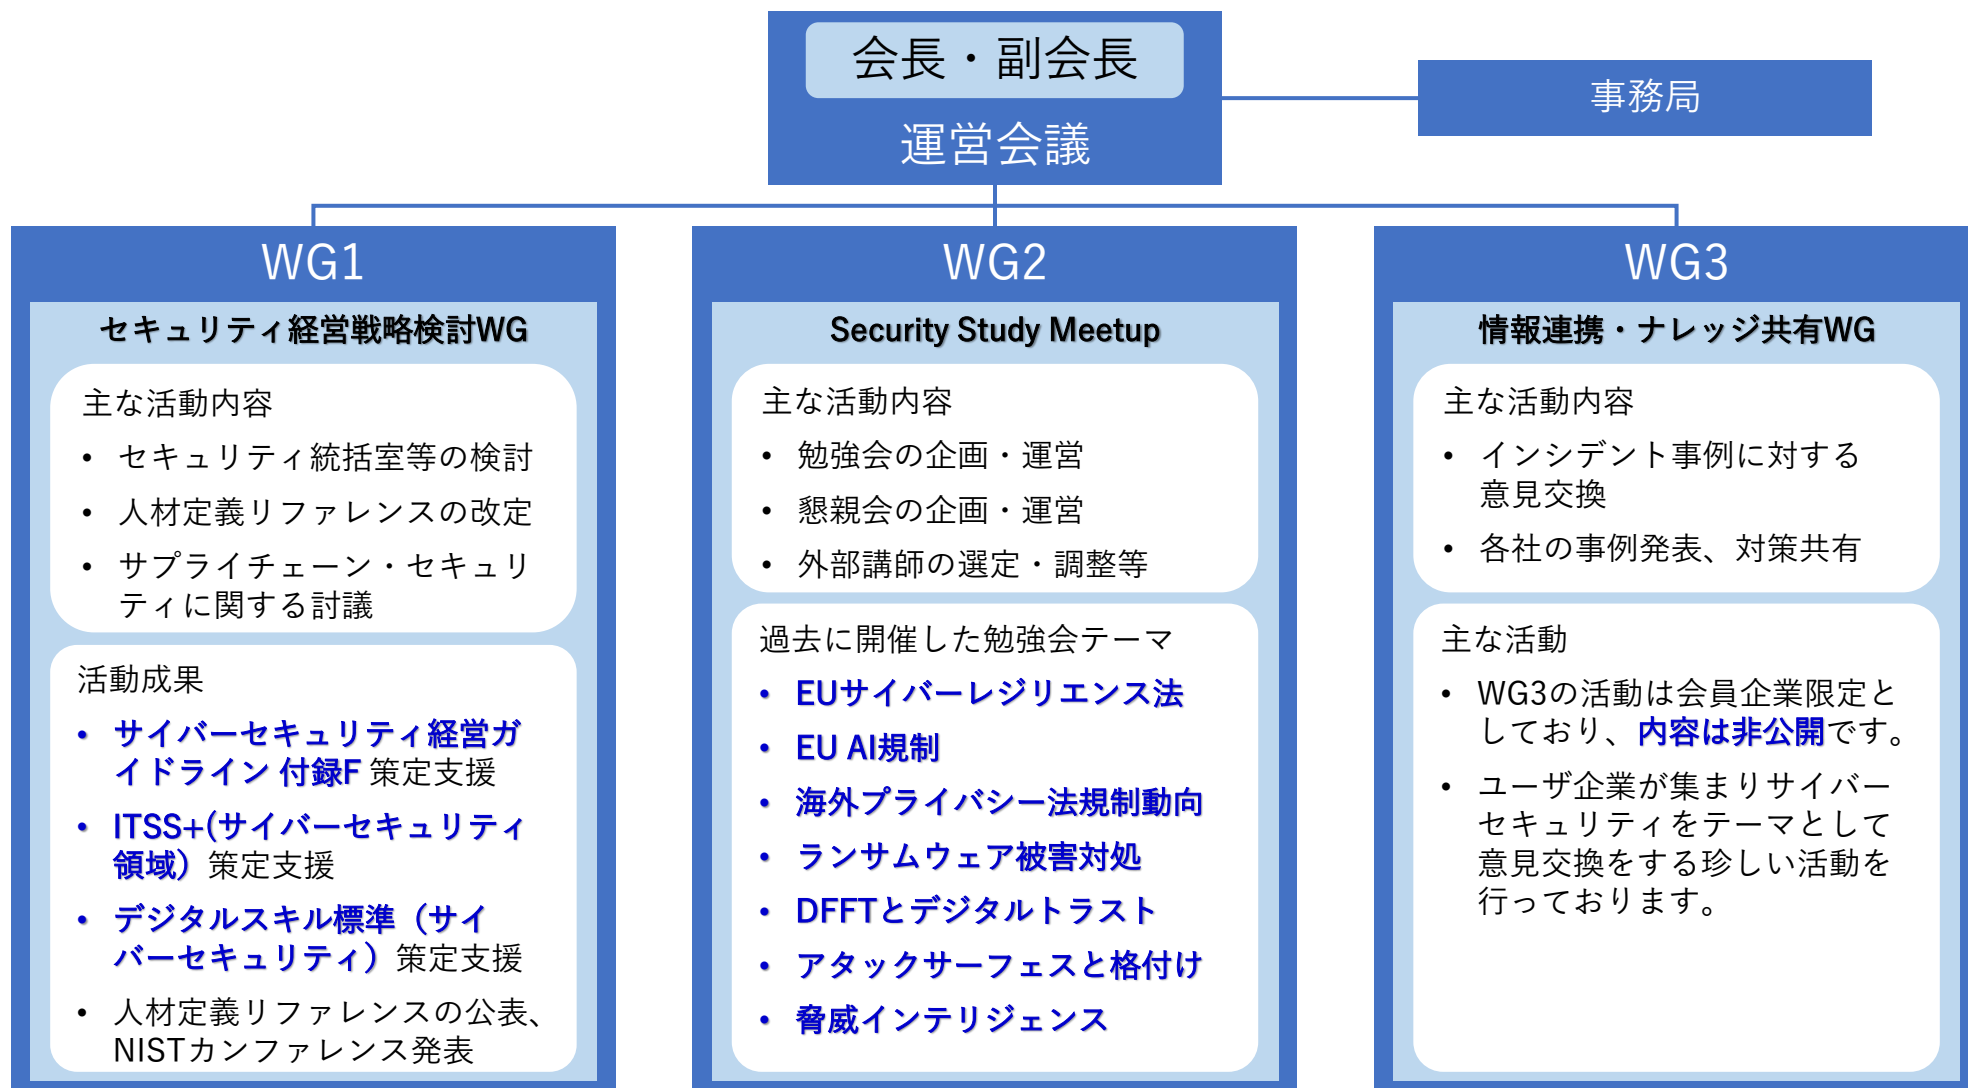 会長・副会長
運営会議
事務局
WG1
セキュリティ経営戦略検討WG
主な活動内容
• セキュリティ統括室等の検討
• 人材定義リファレンスの改定
• サプライチェーン・セキュリ
ティに関する討議
活動成果
• サイバーセキュリティ経営ガ
イドライン 付録F 策定支援
• ITSS+(サイバーセキュリティ
領域）策定支援
• デジタルスキル標準（サイ
バーセキュリティ）策定支援
• 人材定義リファレンスの公表、
NISTカンファレンス発表
WG2
Security Study Meetup
主な活動内容
• 勉強会の企画・運営
• 懇親会の企画・運営
• 外部講師の選定・調整等
過去に開催した勉強会テーマ
• EUサイバーレジリエンス法
• EU AI規制
• 海外プライバシー法規制動向
• ランサムウェア被害対処
• DFFTとデジタルトラスト
• アタックサーフェスと格付け
• 脅威インテリジェンス
WG3
情報連携・ナレッジ共有WG
主な活動内容
• インシデント事例に対する
意見交換
• 各社の事例発表、対策共有
主な活動
• WG3の活動は会員企業限定と
しており、内容は非公開です。
• ユーザ企業が集まりサイバー
セキュリティをテーマとして
意見交換をする珍しい活動を
行っております。